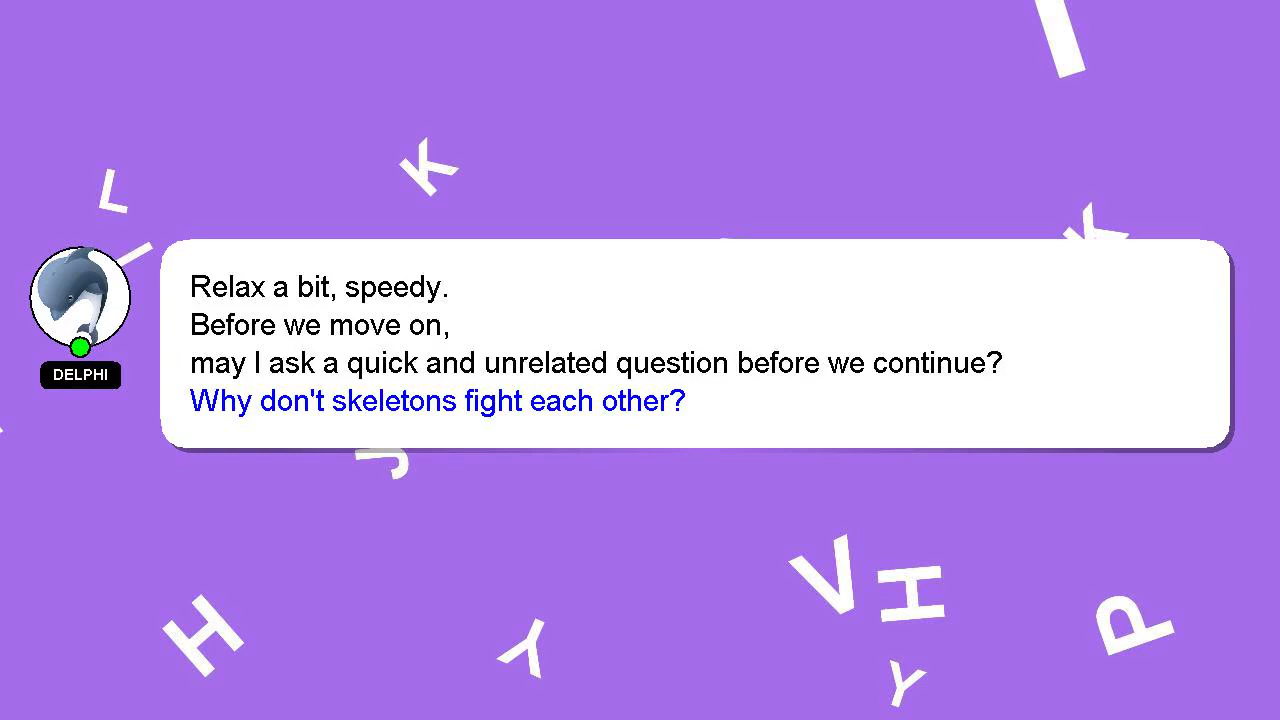 I
K
L
K
Relax a bit, speedy.
Before we move on,
may I ask a quick and unrelated question before we continue?
Why don't skeletons fight each other?
DELPHI
J
V
H
H
P
Y
Y